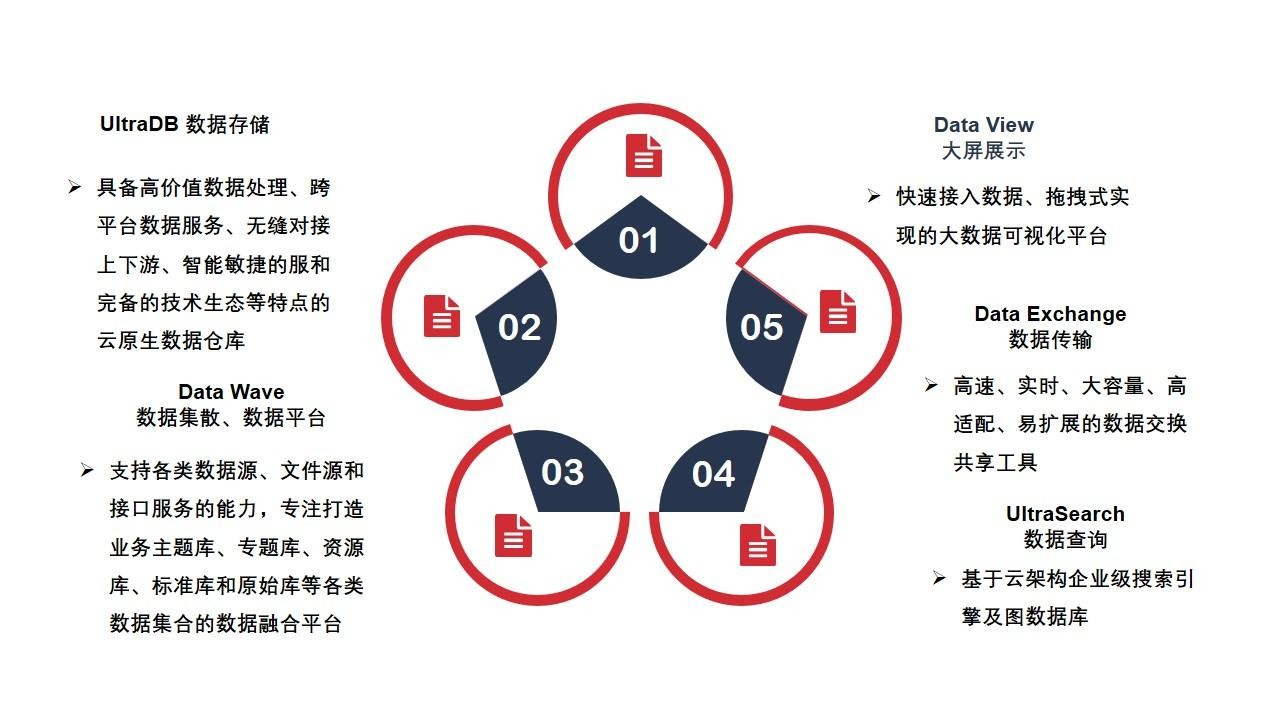 UltraDB 数据存储
具备高价值数据处理、跨
平台数据服务、无缝对接
上下游、智能敏捷的服和
完备的技术生态等特点的
云原生数据仓库
Data Wave
数据集散、数据平台
支持各类数据源、文件源和
接口服务的能力，专注打造
业务主题库、专题库、资源
库、标准库和原始库等各类
数据集合的数据融合平台
01
02
03
04
05
Data View
大屏展示
快速接入数据、拖拽式实
现的大数据可视化平台
Data Exchange
数据传输
高速、实时、大容量、高
适配、易扩展的数据交换
共享工具
UltraSearch
数据查询
基于云架构企业级搜索引
擎及图数据库